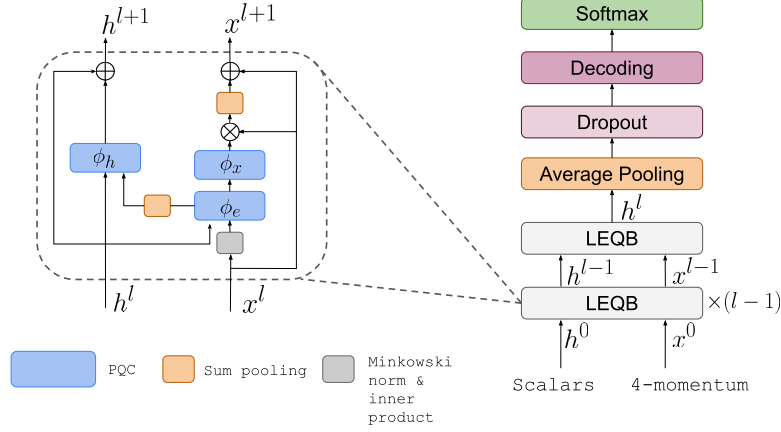 h^{l+1}
x^{l+1}
ϕ_h
ϕ_x
ϕ_e
h^l
x^l
PQC
Sum pooling
Minkowski
norm &
inner
product
Softmax
Decoding
Dropout
Average Pooling
h^l
LEQB
h^{l-1}
x^{l-1}
LEQB
×(l − 1)
h^0
x^0
Scalars
4-momentum